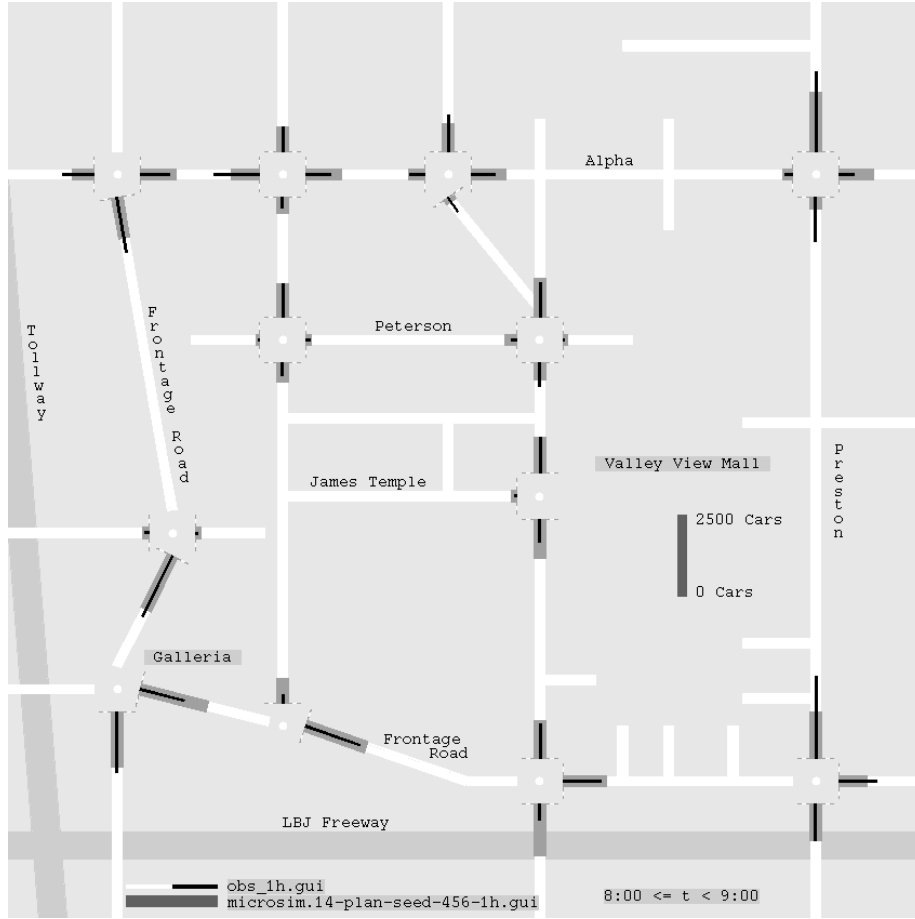 Alpha
Peterson
Frontage Road
Tollway
Valley View Mall
Preston
James Temple
2500 Cars
0 Cars
Galleria
Frontage
Road
LBJ Freeway
obs_1h.gui
microsim.14-plan-seed-456-1h.gui
8:00 <= t < 9:00